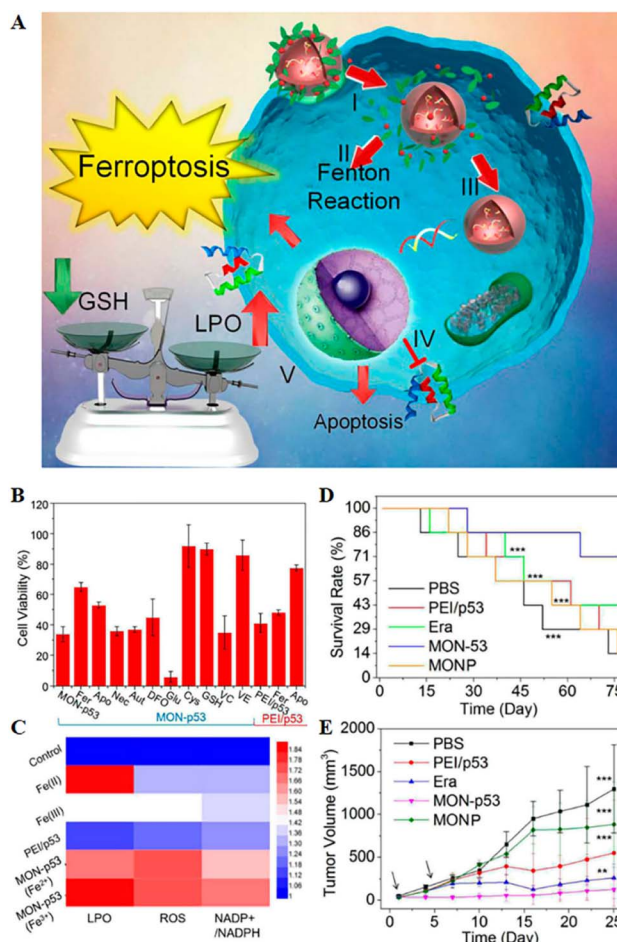 A
I
II
Fenton
Reaction
III
Ferroptosis
GSH
LPO
IV
V
Apoptosis
B
Cell Viability (%)
120
100
80
60
40
20
0
MON-p53
Fer
Apo
Nec
Aut
DFO
Glu
Cys
GSH
VC
VE
PEI/p53
Fer
Apo
MON-p53
PEI/p53
C
Control
Fe(II)
Fe(III)
PEI/p53
MON-p53
(Fe²⁺)
MON-p53
(Fe³⁺)
LPO
ROS
NADP+
/NADPH
1.84
1.78
1.72
1.66
1.6
1.54
1.48
1.42
1.36
1.3
1.24
1.18
1.12
1.06
1
D
Survival Rate (%)
100
86
71
57
43
28
14
0
PBS
PEI/p53
Era
MON-53
MONP
***
***
***
***
0
15
30
45
60
75
Time (Day)
E
Tumor Volume (mm³)
2000
1500
1000
500
0
PBS
PEI/p53
Era
MON-p53
MONP
***
***
***
**
0
5
10
15
20
25
Time (Day)